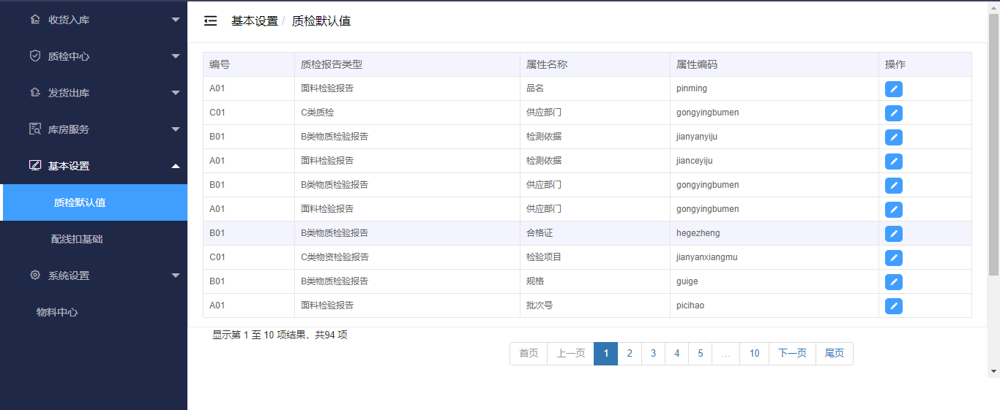 收货入库
质检中心
发货出库
库房服务
基本设置
质检默认值
配线扣基础
系统设置
物料中心
基本设置 / 质检默认值
编号 质检报告类型 属性名称 属性编码 操作
A01 面料检验报告 品名 pinming
C01 C类质检 供应部门 gongyingbumen
B01 B类物质检验报告 检测依据 jianyanyiju
A01 面料检验报告 检测依据 jianceyiju
B01 B类物质检验报告 供应部门 gongyingbumen
A01 面料检验报告 供应部门 gongyingbumen
B01 B类物质检验报告 合格证 hegezheng
C01 C类物资检验报告 检验项目 jianyanxiangmu
B01 B类物质检验报告 规格 guige
A01 面料检验报告 批次号 picihao
显示第 1 至 10 项结果，共94 项
首页 上一页 1 2 3 4 5 ... 10 下一页 尾页